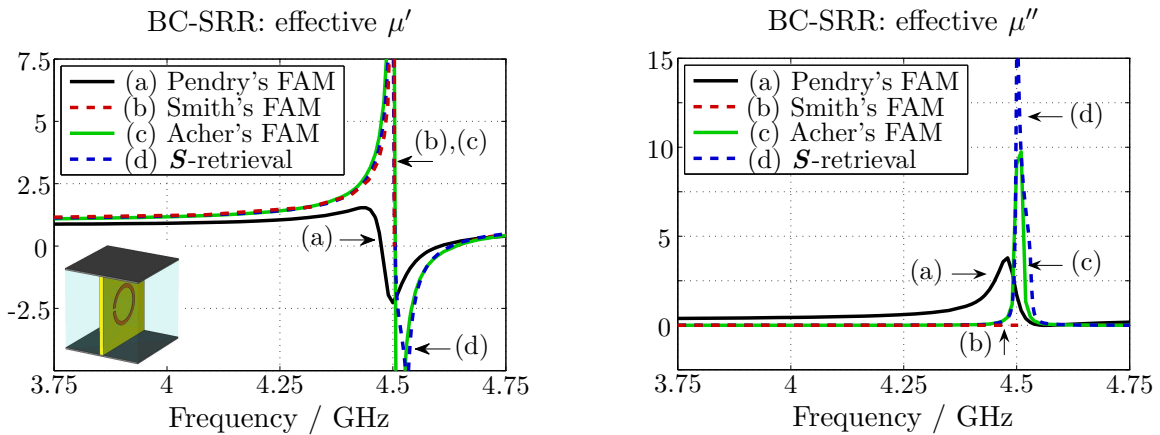 BC-SRR: effective μ′
7.5
5
2.5
0
-2.5
(a) Pendry's FAM
(b) Smith's FAM
(c) Acher's FAM
(d) S-retrieval
(b),(c)
(a)
(d)
3.75 4 4.25 4.5 4.75
Frequency / GHz
BC-SRR: effective μ′′
15
10
5
0
(a) Pendry's FAM
(b) Smith's FAM
(c) Acher's FAM
(d) S-retrieval
(d)
(a)
(c)
(b)
3.75 4 4.25 4.5 4.75
Frequency / GHz